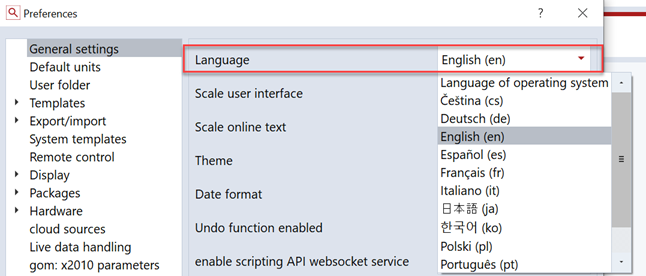 Preferences
?
General settings
Default units
User folder
Templates
Export/import
System templates
Remote control
Display
Packages
Hardware
cloud sources
Live data handling
gom: x2010 parameters
Language
English (en)
Scale user interface
Scale online text
Theme
Date format
Undo function enabled
enable scripting API websocket service
Language of operating system
Čeština (cs)
Deutsch (de)
English (en)
Español (es)
Français (fr)
Italiano (it)
日本語 (ja)
한국어 (ko)
Polski (pl)
Português (pt)